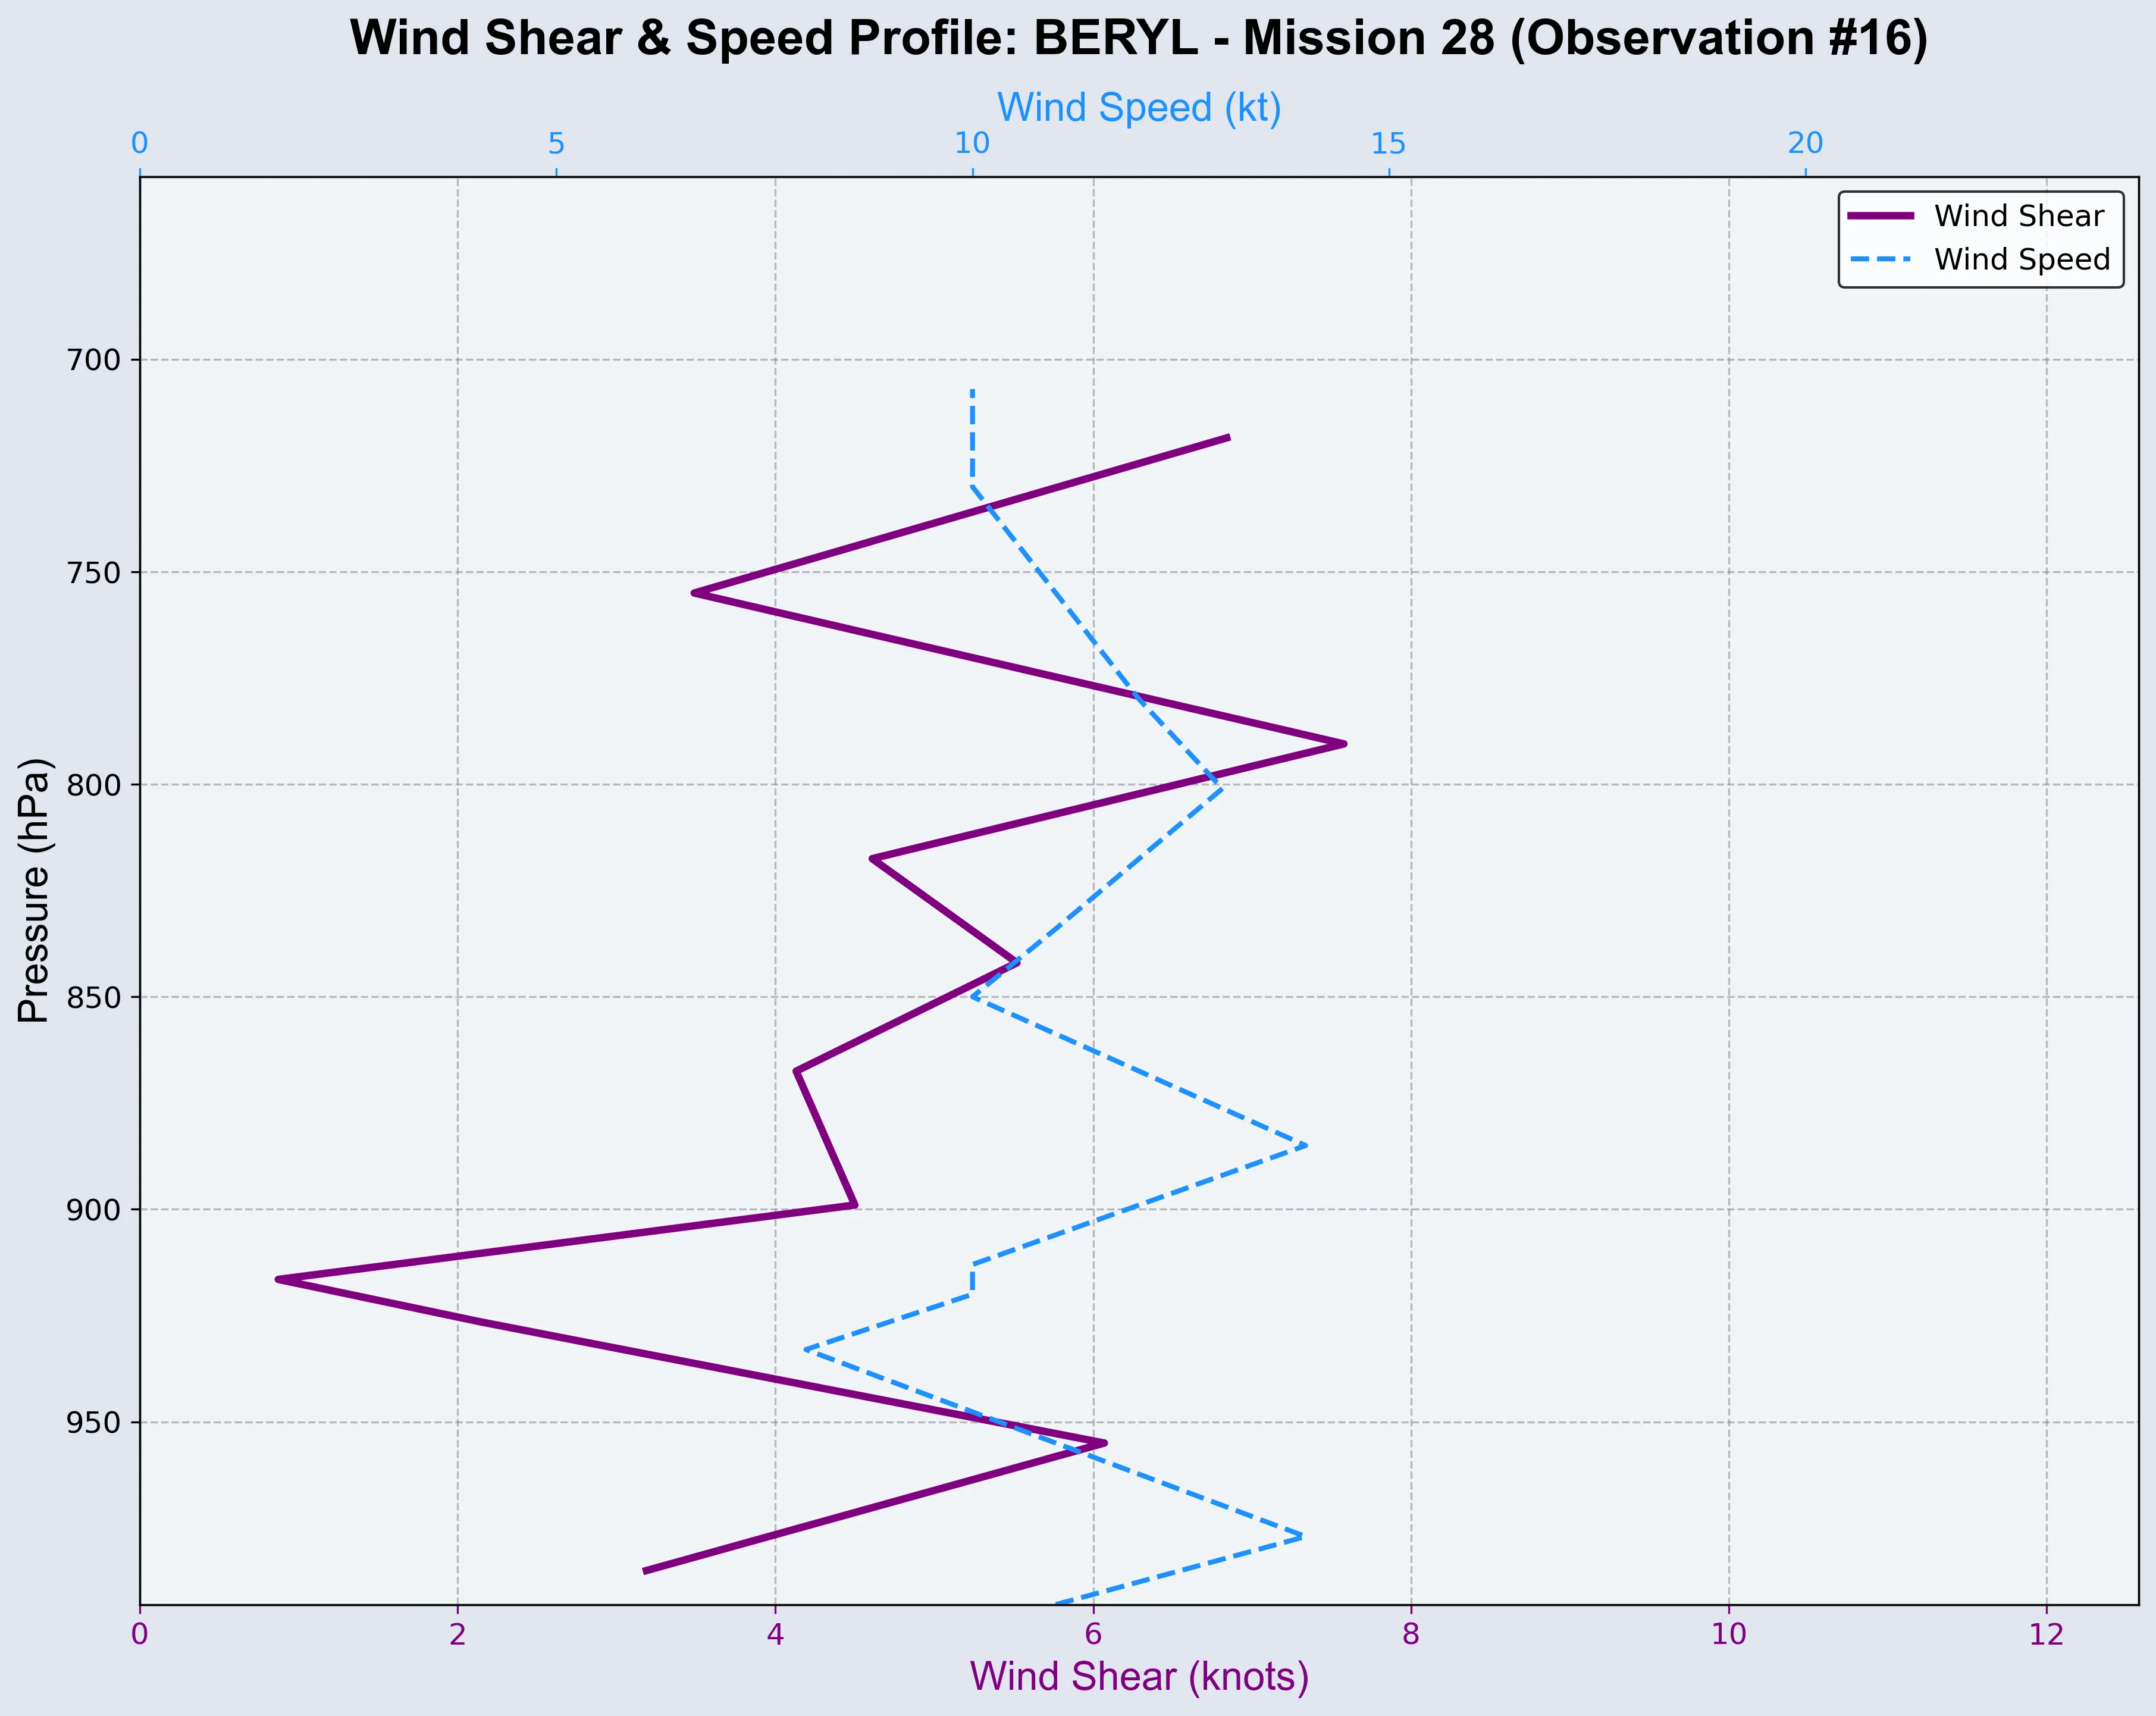 Wind Shear & Speed Profile: BERYL - Mission 28 (Observation #16)
Wind Speed (kt)
0 5 10 15 20
Wind Shear
Wind Speed
700
750
800
850
900
950
Pressure (hPa)
0 2 4 6 8 10 12
Wind Shear (knots)